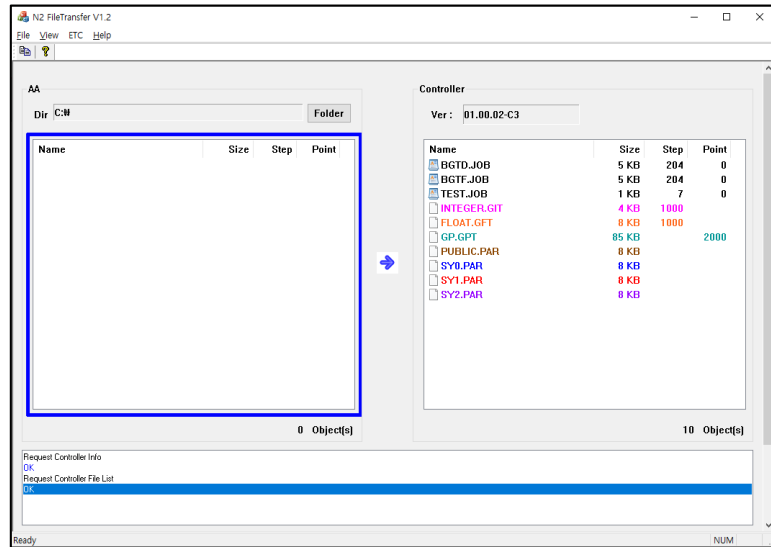 N2 FileTransfer V1.2
File View ETC Help
AA
Dir C:₩ Folder
Name Size Step Point
0 Object(s)
Controller
Ver : 01.00.02-C3
Name Size Step Point
BGTD.JOB 5 KB 204 0
BGTF.JOB 5 KB 204 0
TEST.JOB 1 KB 7 0
INTEGER.GIT 4 KB 1000
FLOAT.GFT 8 KB 1000
GP.GPT 85 KB 2000
PUBLIC.PAR 8 KB
SY0.PAR 8 KB
SY1.PAR 8 KB
SY2.PAR 8 KB
10 Object(s)
Request Controller Info
OK
Request Controller File List
OK
Ready NUM